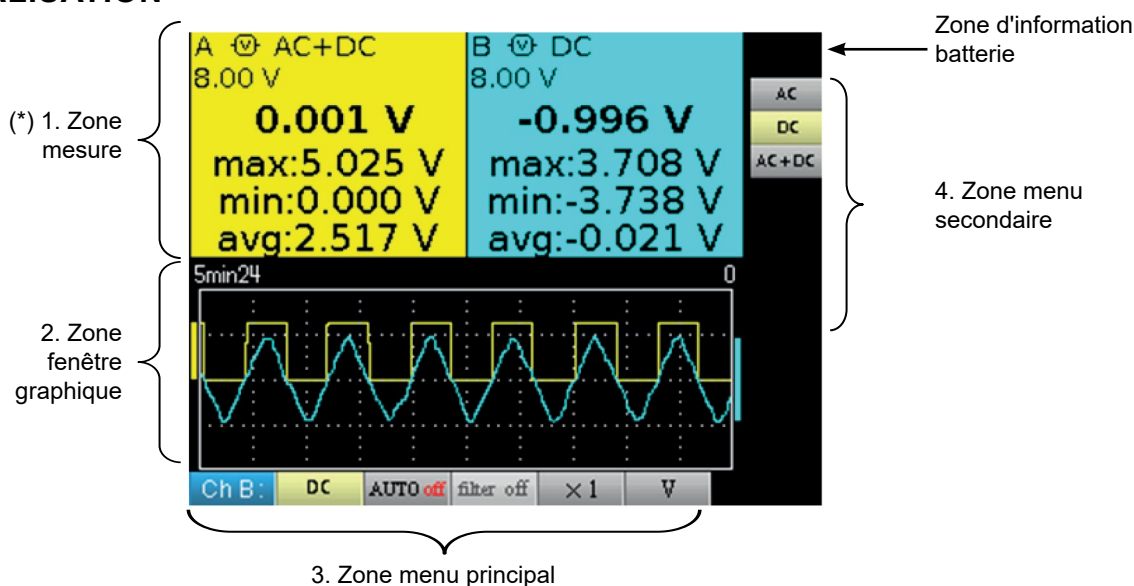 A V AC+DC
8.00 V
0.001 V
max:5.025 V
min:0.000 V
avg:2.517 V
B V DC
8.00 V
-0.996 V
max:3.708 V
min:-3.738 V
avg:-0.021 V
AC
DC
AC+DC
Zone d'information
batterie
(*) 1. Zone
mesure
4. Zone menu
secondaire
5min24
0
2. Zone
fenêtre
graphique
Ch B:
DC
AUTO off
filter off
×1
V
3. Zone menu principal